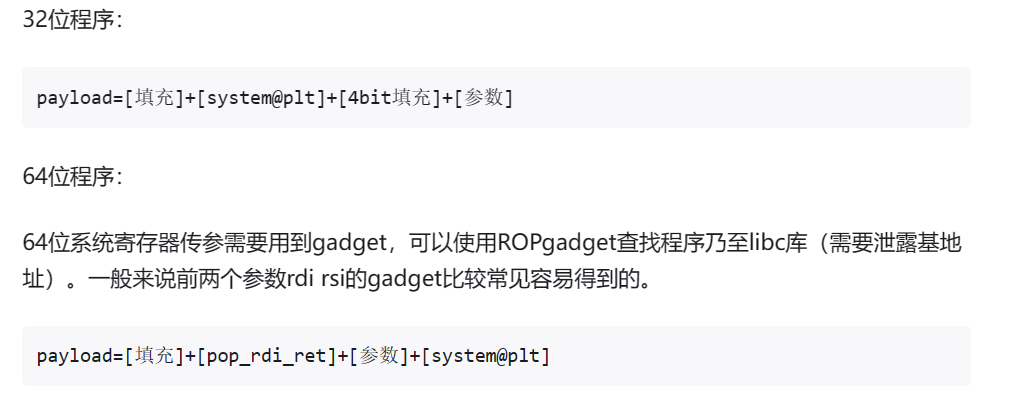 32位程序：
payload=[填充]+[system@plt]+[4bit填充]+[参数]
64位程序：
64位系统寄存器传参需要用到gadget，可以使用ROPgadget查找程序乃至libc库（需要泄露基地
址）。一般来说前两个参数rdi rsi的gadget比较常见容易得到的。
payload=[填充]+[pop_rdi_ret]+[参数]+[system@plt]